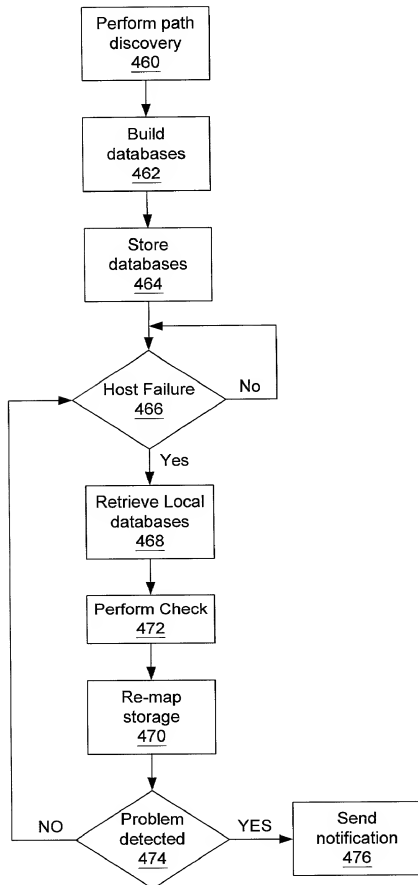 Perform path
discovery
460
Build
databases
462
Store
databases
464
Host Failure
466
No
Yes
Retrieve Local
databases
468
Perform Check
472
Re-map
storage
470
Problem
detected
474
NO
YES
Send
notification
476